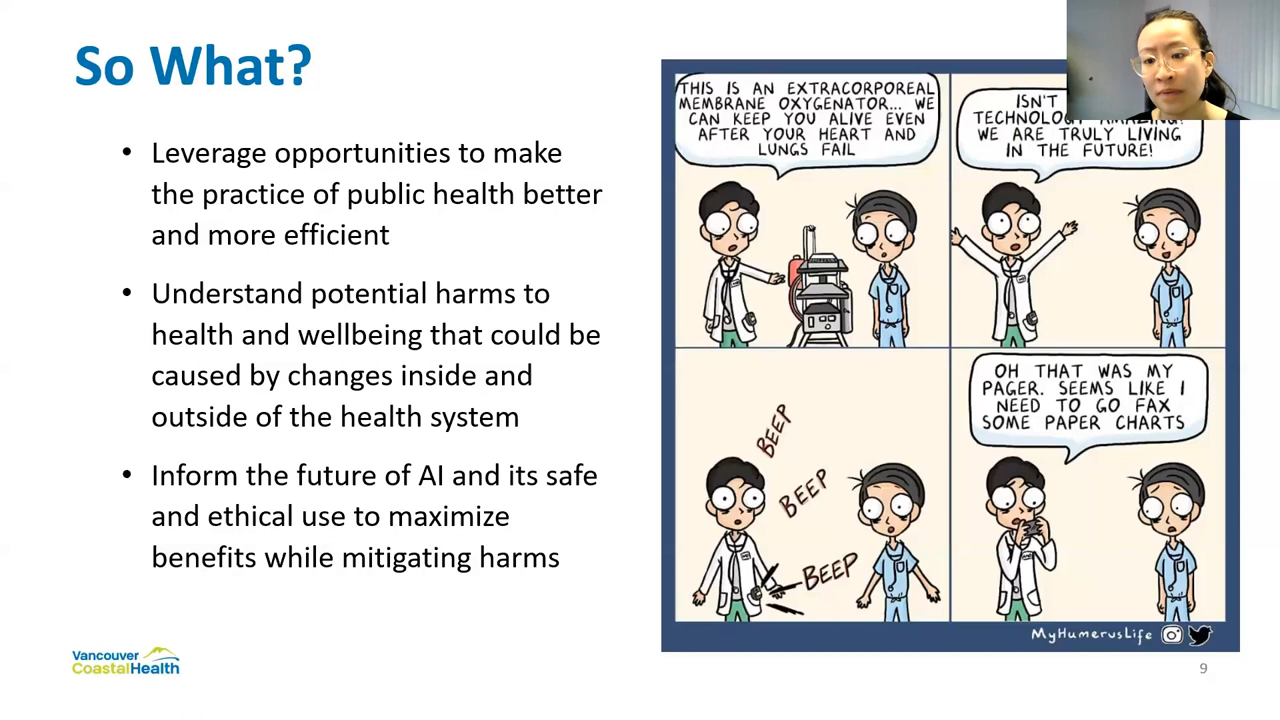 So What?
• Leverage opportunities to make
the practice of public health better
and more efficient
• Understand potential harms to
health and wellbeing that could be
caused by changes inside and
outside of the health system
• Inform the future of AI and its safe
and ethical use to maximize
benefits while mitigating harms
THIS IS AN EXTRACORPOREAL
MEMBRANE OXYGENATOR... WE
CAN KEEP YOU ALIVE EVEN
AFTER YOUR HEART AND
LUNGS FAIL
ISN'T
TECHNOLOGY AMAZING!
WE ARE TRULY LIVING
IN THE FUTURE!
BEEP
BEEP
BEEP
OH THAT WAS MY
PAGER. SEEMS LIKE I
NEED TO GO FAX
SOME PAPER CHARTS
MyHumerusLife
Vancouver
CoastalHealth
9